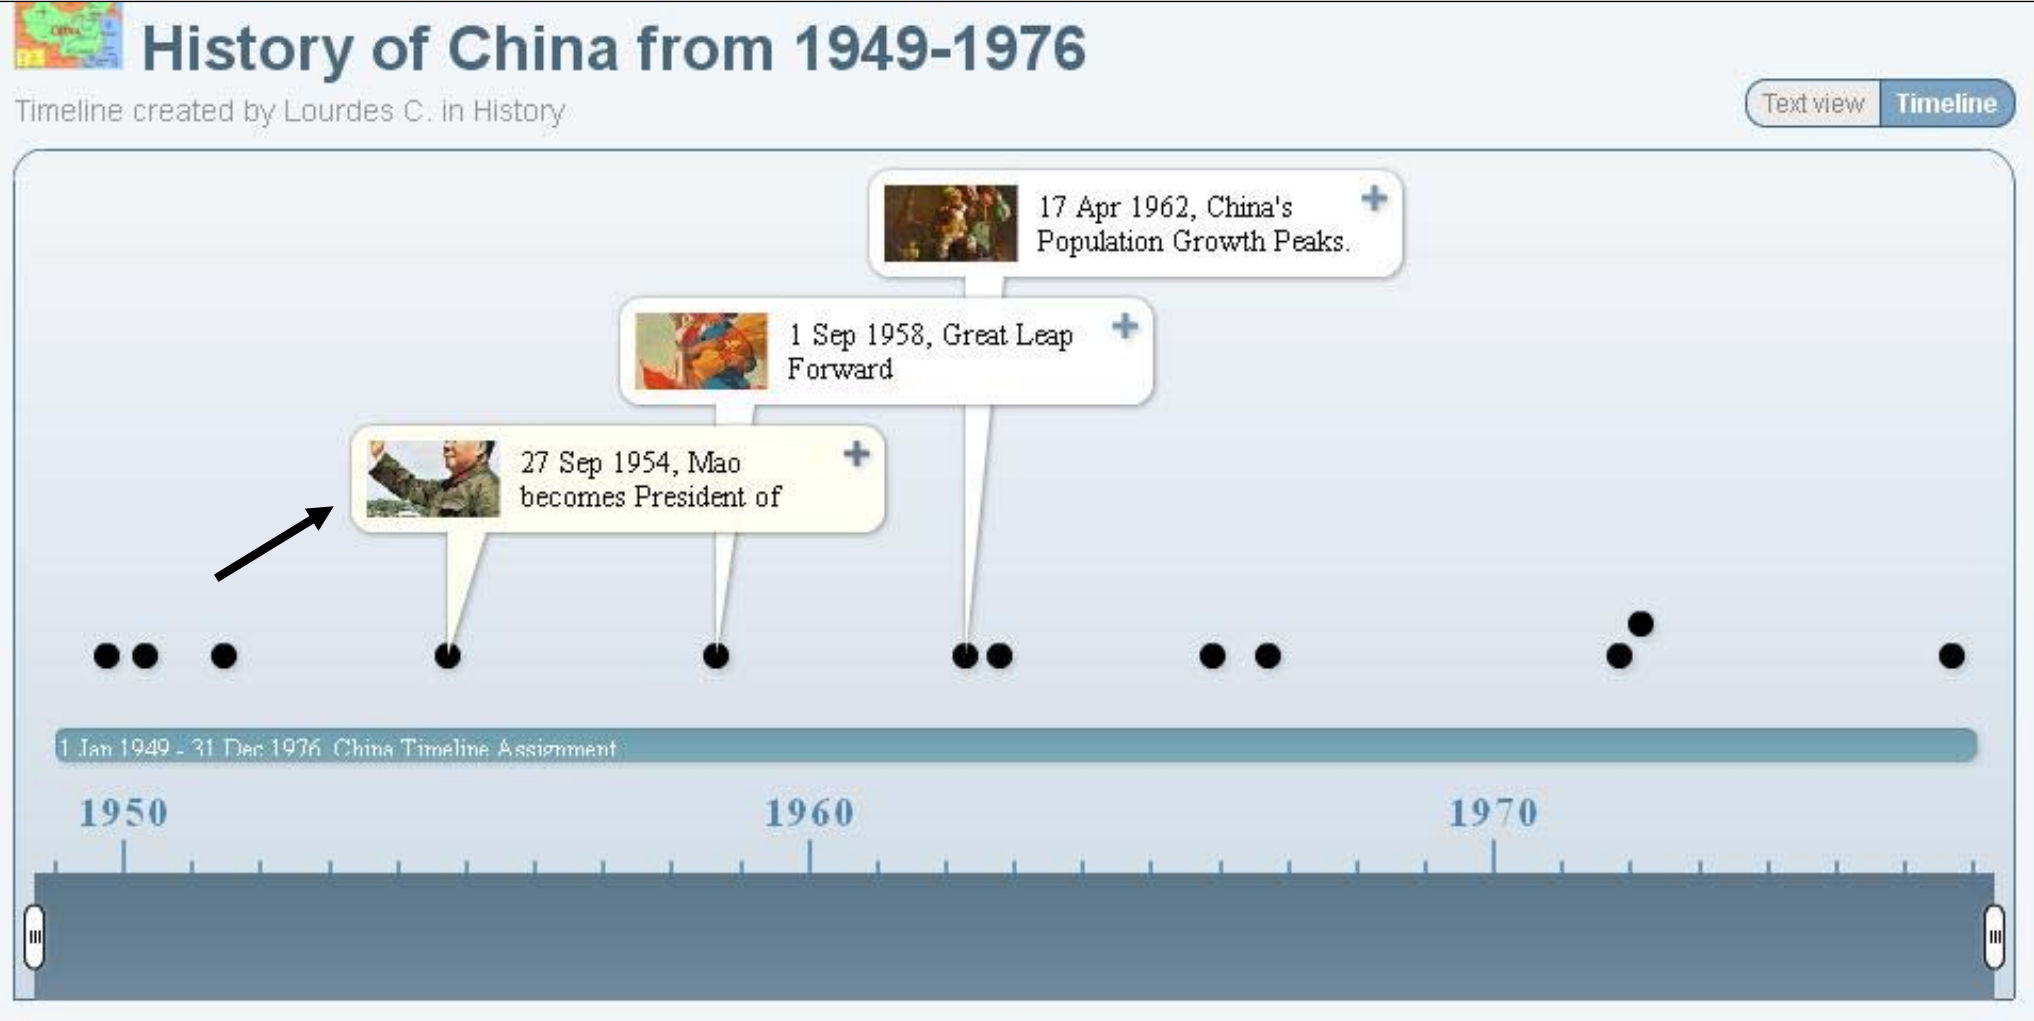 History of China from 1949-1976
Timeline created by Lourdes C. in History
Text view
Timeline
17 Apr 1962, China's
Population Growth Peaks.
1 Sep 1958, Great Leap
Forward
27 Sep 1954, Mao
becomes President of
1 Jan 1949 - 31 Dec 1976 China Timeline Assignment
1950
1960
1970